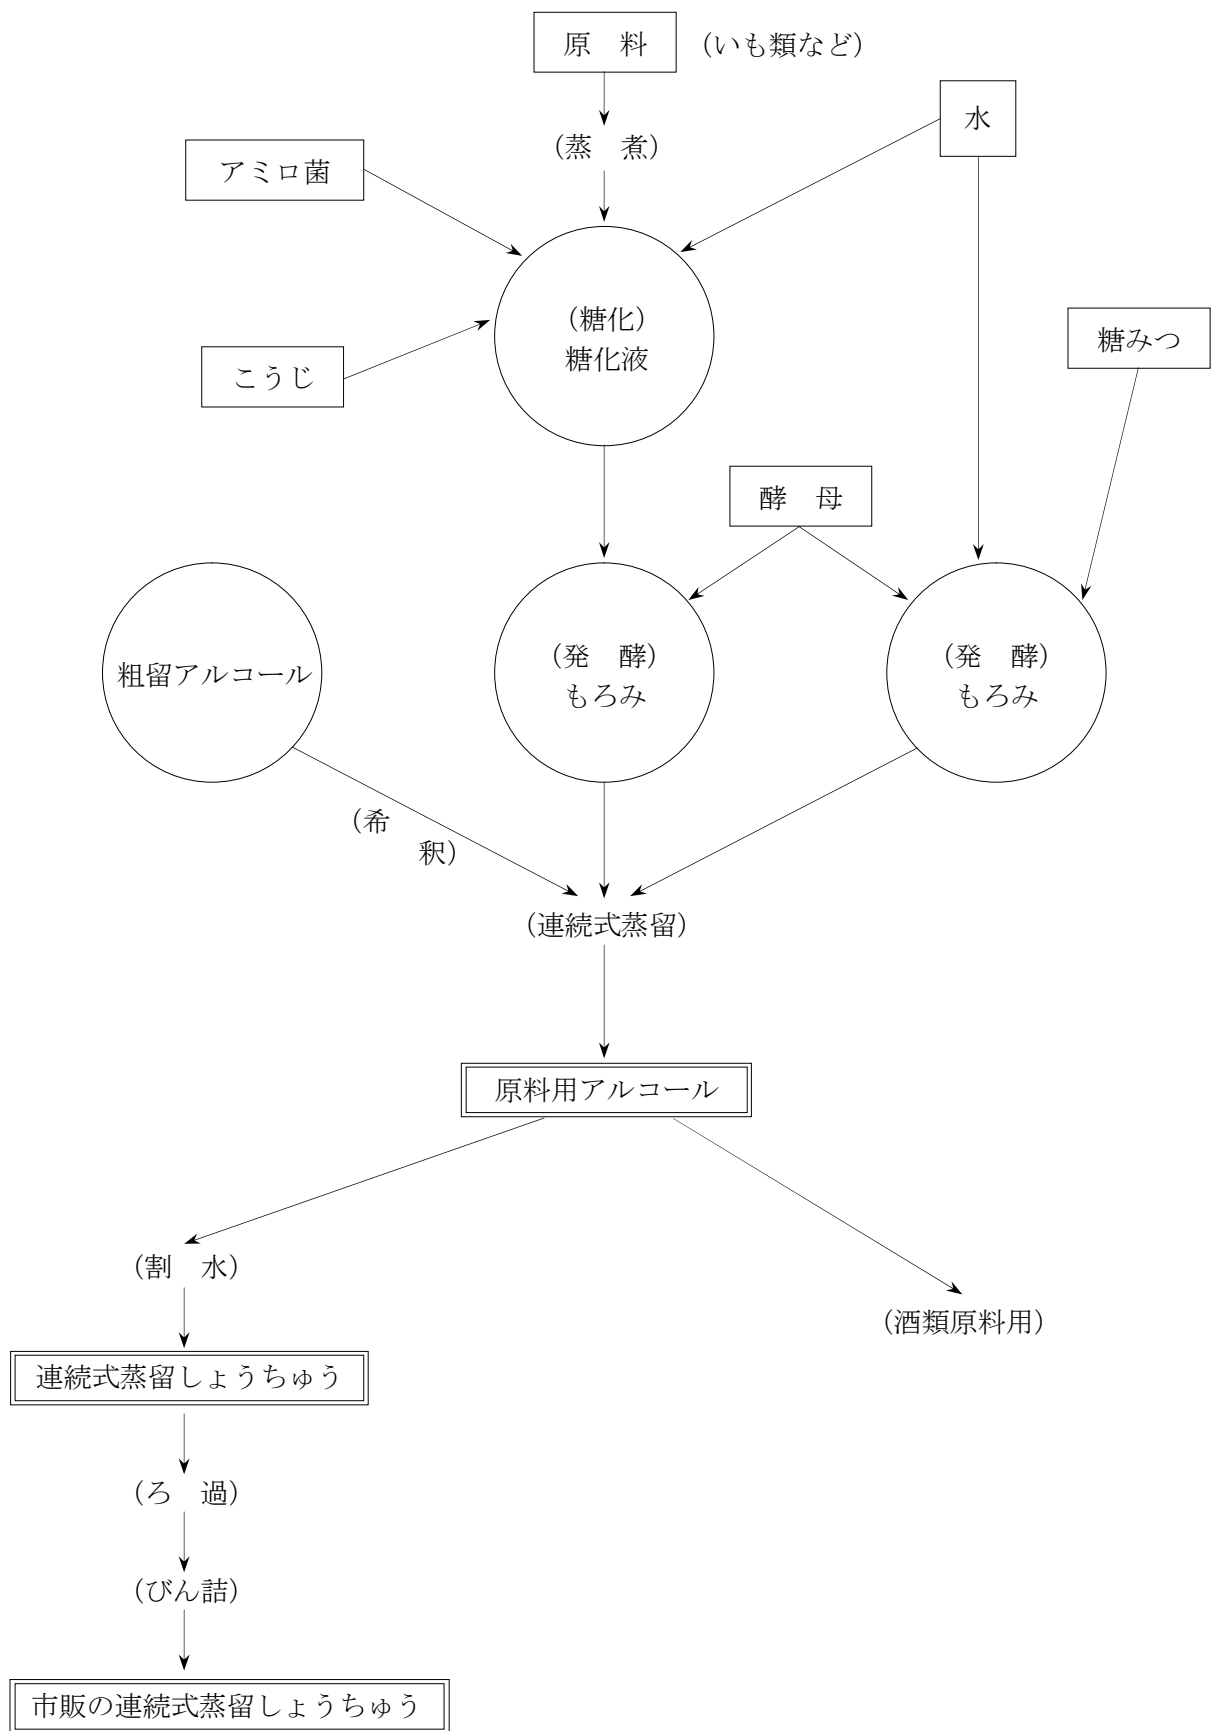 原　料
（いも類など）
水
（蒸　煮）
アミロ菌
（糖化）
糖化液
糖みつ
こうじ
酵　母
粗留アルコール
（発　酵）
もろみ
（発　酵）
もろみ
（希
釈）
（連続式蒸留）
原料用アルコール
（割　水）
（酒類原料用）
連続式蒸留しょうちゅう
（ろ　過）
（びん詰）
市販の連続式蒸留しょうちゅう